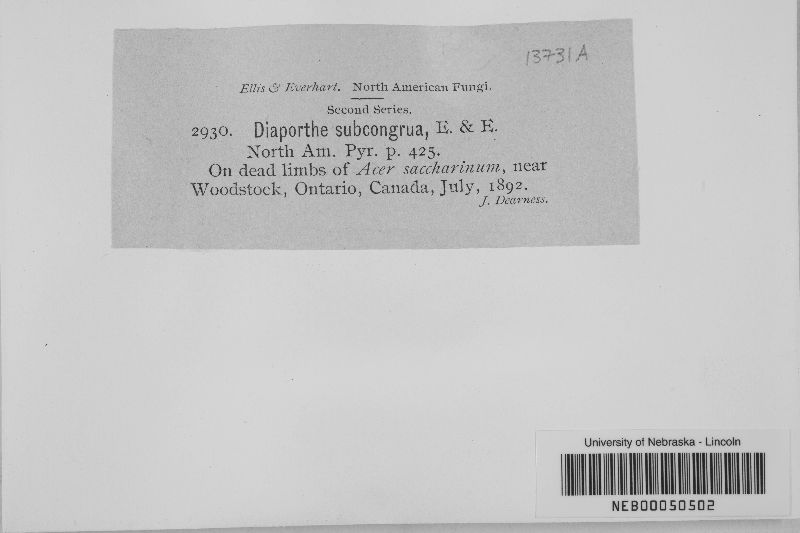 13731A
Ellis & Everhart. North American Fungi.
Second Series.
2930. Diaporthe subcongrua, E. & E.
North Am. Pyr. p. 425.
On dead limbs of Acer saccharinum, near
Woodstock, Ontario, Canada, July, 1892.
J. Dearness.
University of Nebraska - Lincoln
NEB00050502